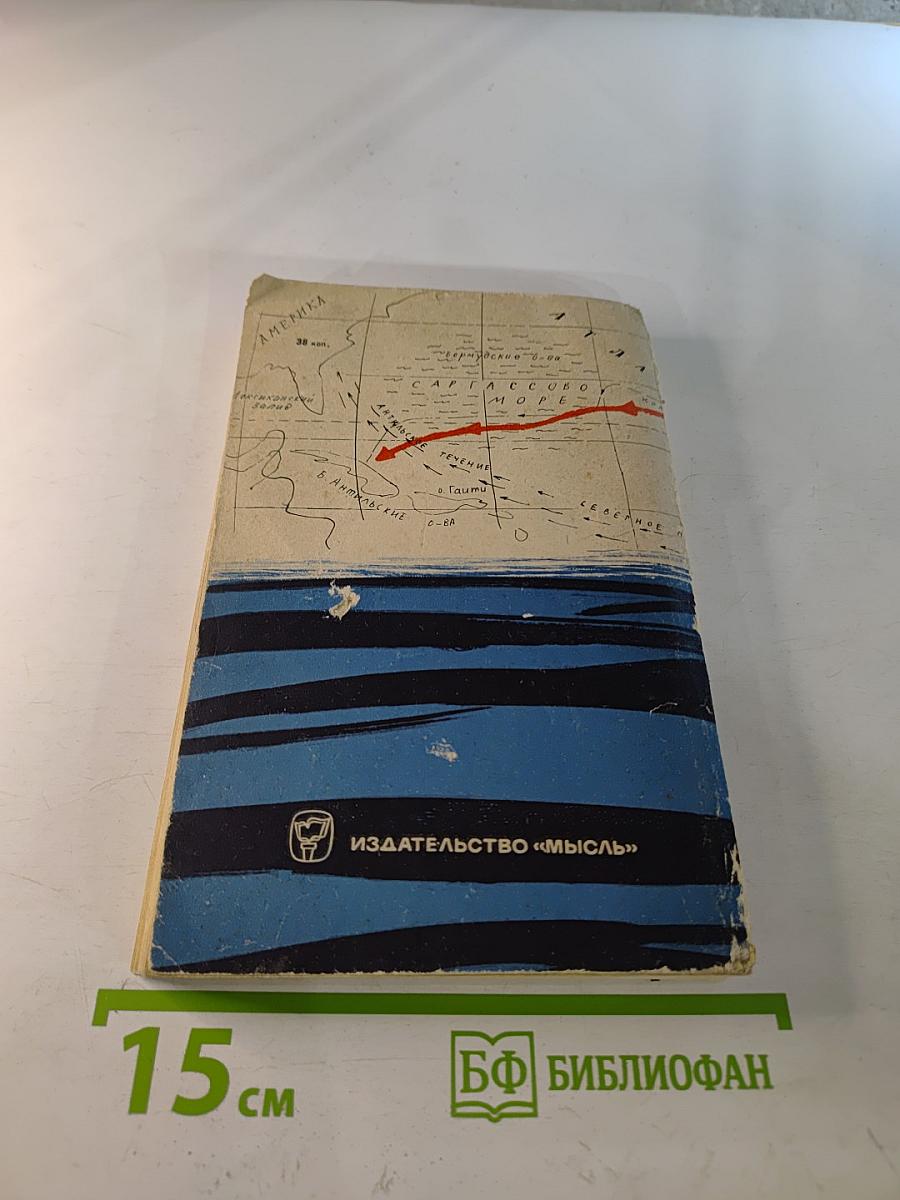 АМЕРИКА
38 коп.
Бермудские о-ва
САРГАССОВО
МОРЕ
Мексиканский
залив
АНТИЛЬСКОЕ ТЕЧЕНИЕ
Б. АНТИЛЬСКИЕ О-ВА
о. Гаити
СЕВЕРНОЕ
ИЗДАТЕЛЬСТВО «МЫСЛЬ»
15 см
БФ БИБЛИОФАН